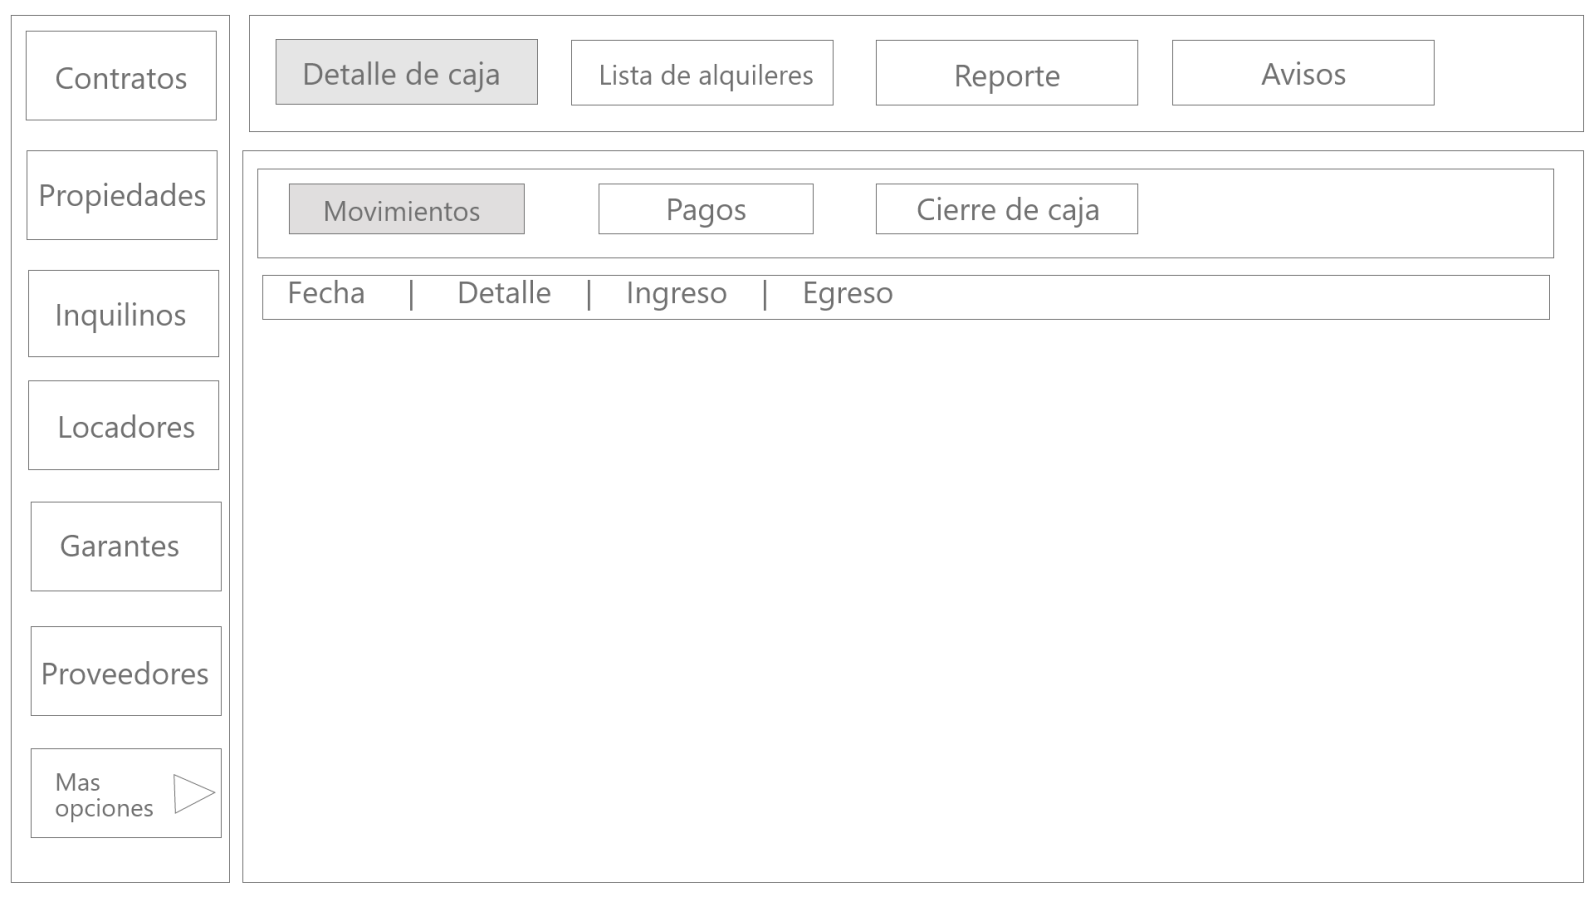 Contratos
Propiedades
Inquilinos
Locadores
Garantes
Proveedores
Mas
opciones
Detalle de caja
Lista de alquileres
Reporte
Avisos
Movimientos
Pagos
Cierre de caja
Fecha | Detalle | Ingreso | Egreso